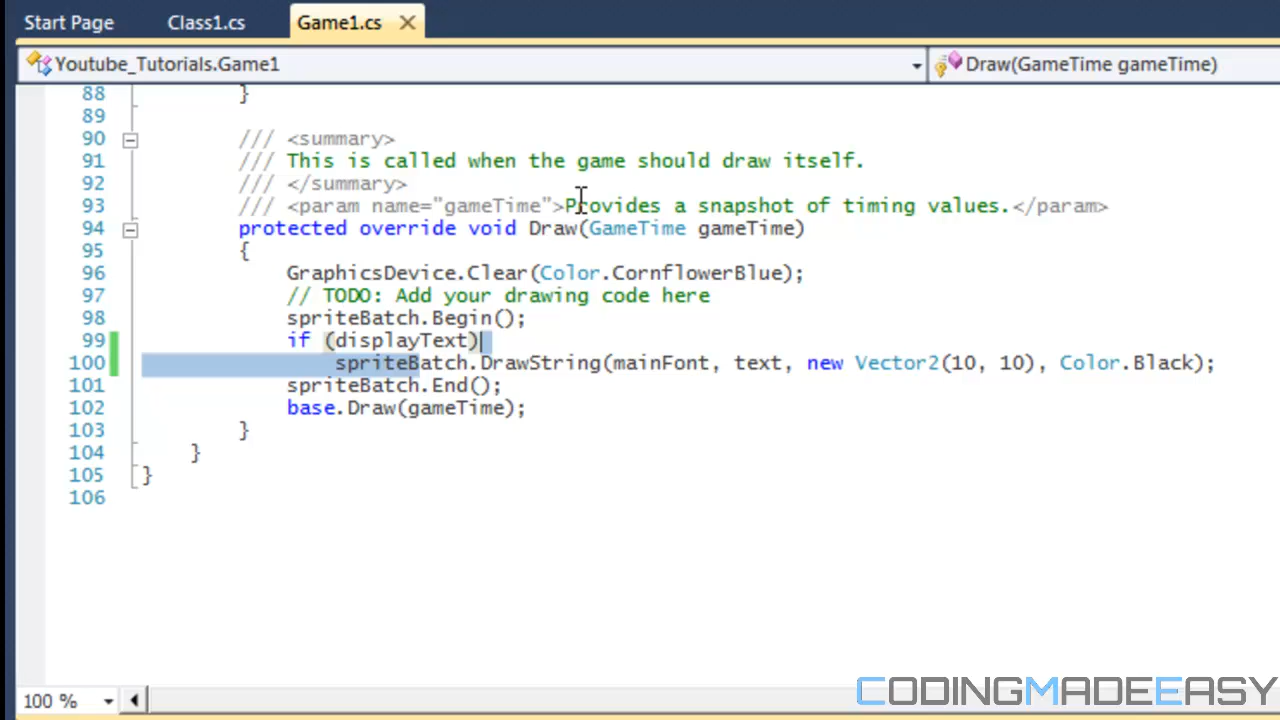 Start Page Class1.cs Game1.cs
Youtube_Tutorials.Game1 Draw(GameTime gameTime)
88 }
89
90 /// <summary>
91 /// This is called when the game should draw itself.
92 /// </summary>
93 /// <param name="gameTime">Provides a snapshot of timing values.</param>
94 protected override void Draw(GameTime gameTime)
95 {
96 GraphicsDevice.Clear(Color.CornflowerBlue);
97 // TODO: Add your drawing code here
98 spriteBatch.Begin();
99 if (displayText)
100 spriteBatch.DrawString(mainFont, text, new Vector2(10, 10), Color.Black);
101 spriteBatch.End();
102 base.Draw(gameTime);
103 }
104 }
105 }
106
100 %
CODINGMADEEASY